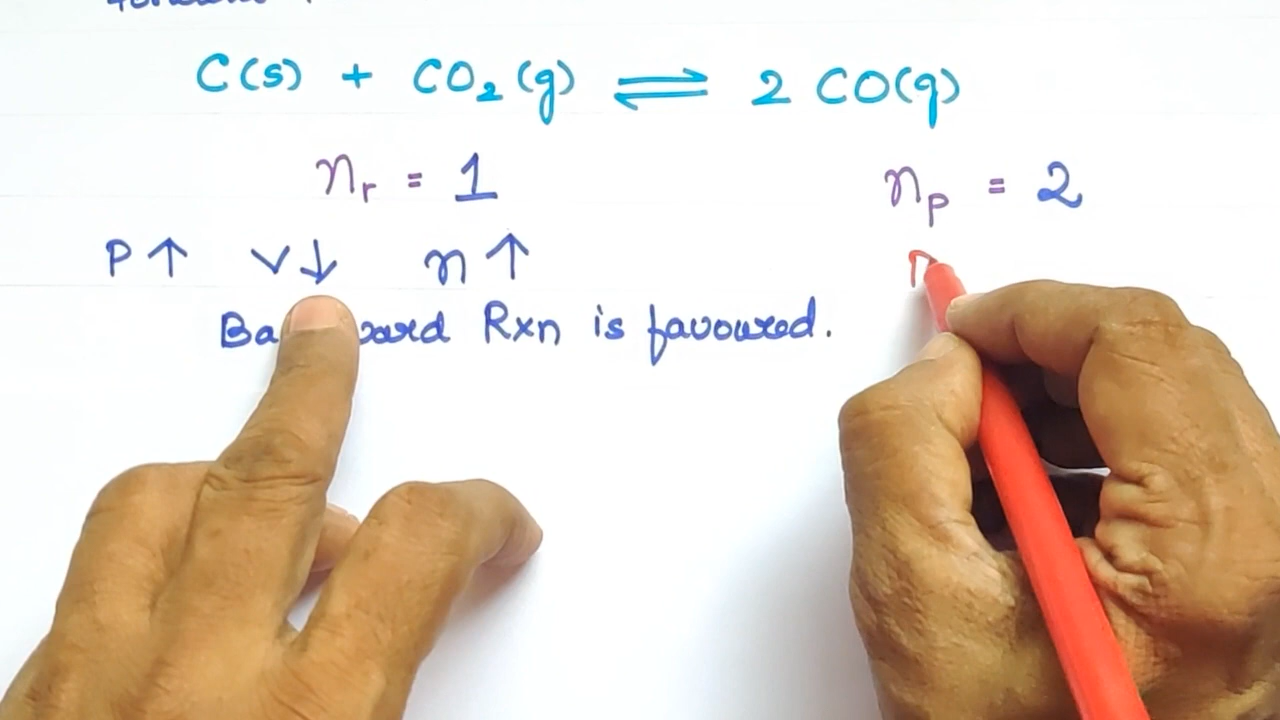 C(s) + CO₂(g) ⇌ 2 CO(g)
nᵣ = 1 nₚ = 2
P↑ V↓ n↑
Rxn is favoured.